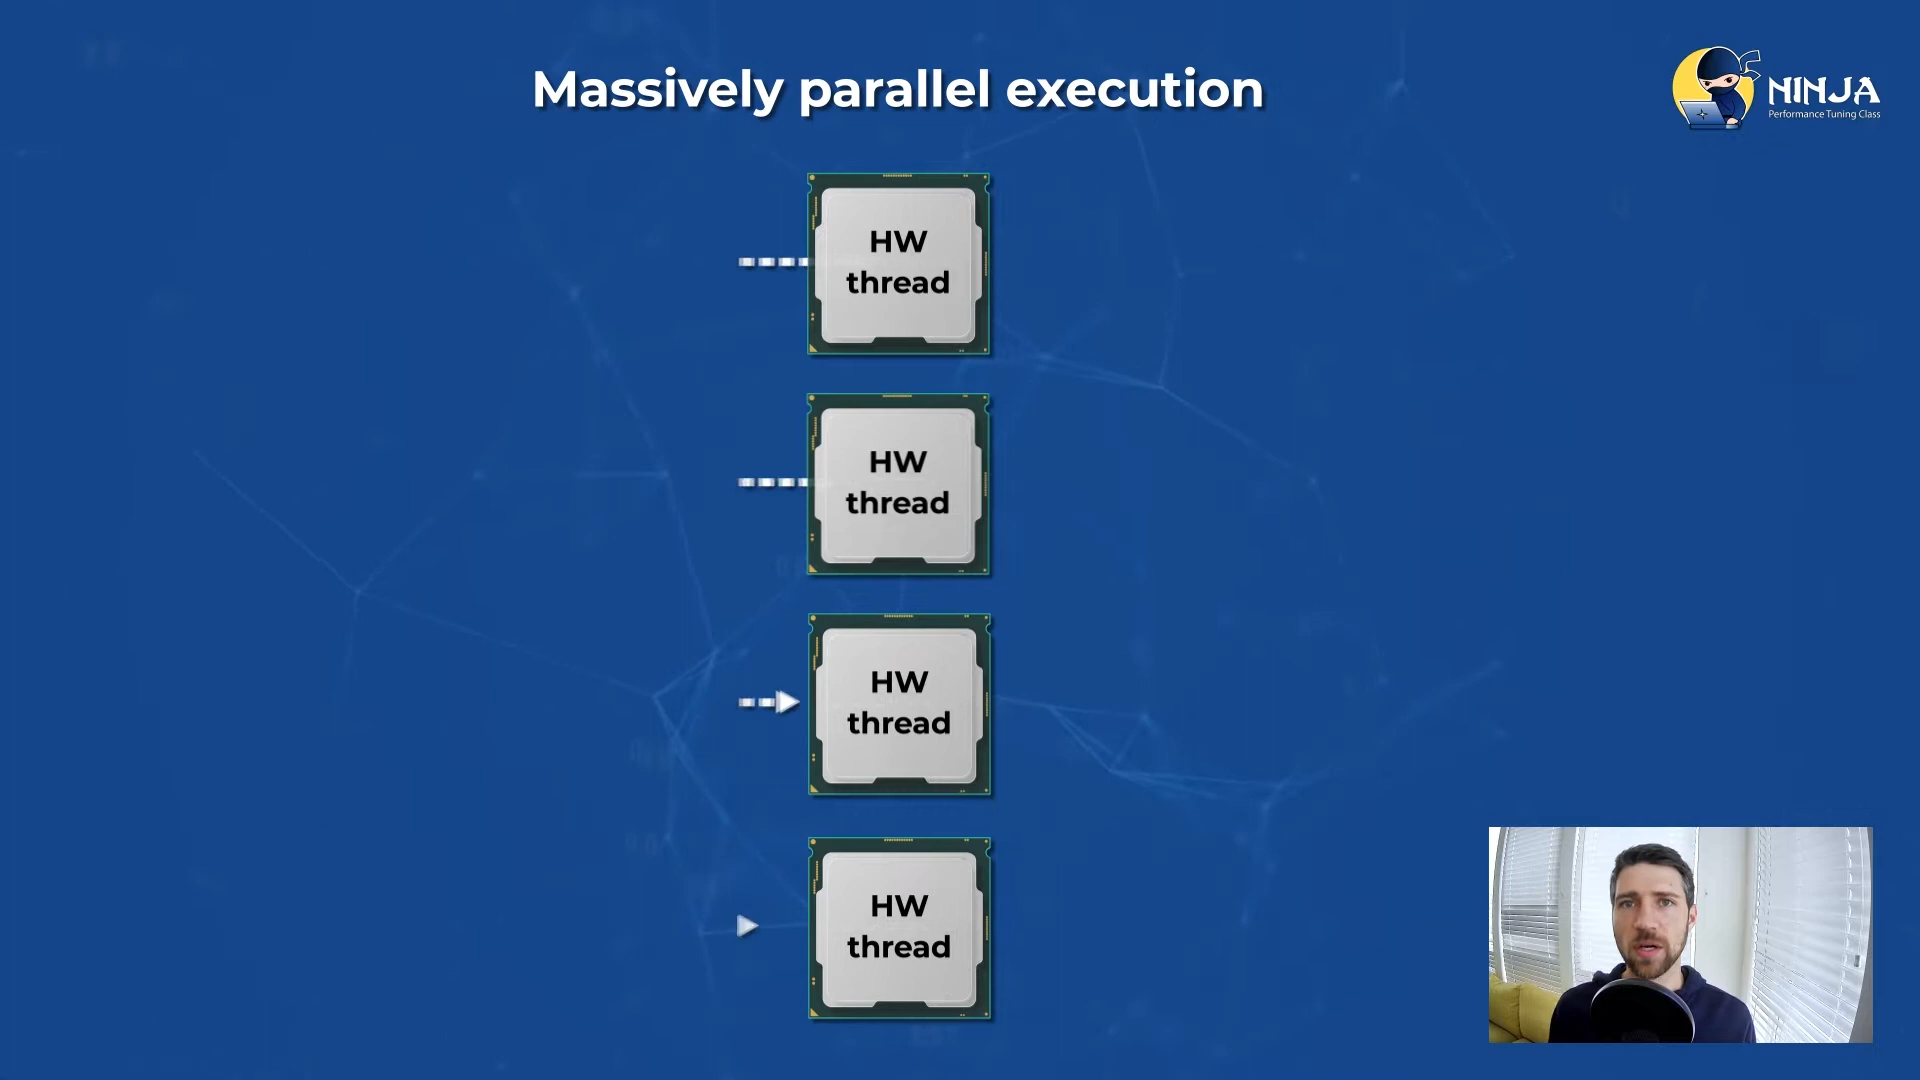 Massively parallel execution
NINJA
Performance Tuning Class
HW
thread
HW
thread
HW
thread
HW
thread